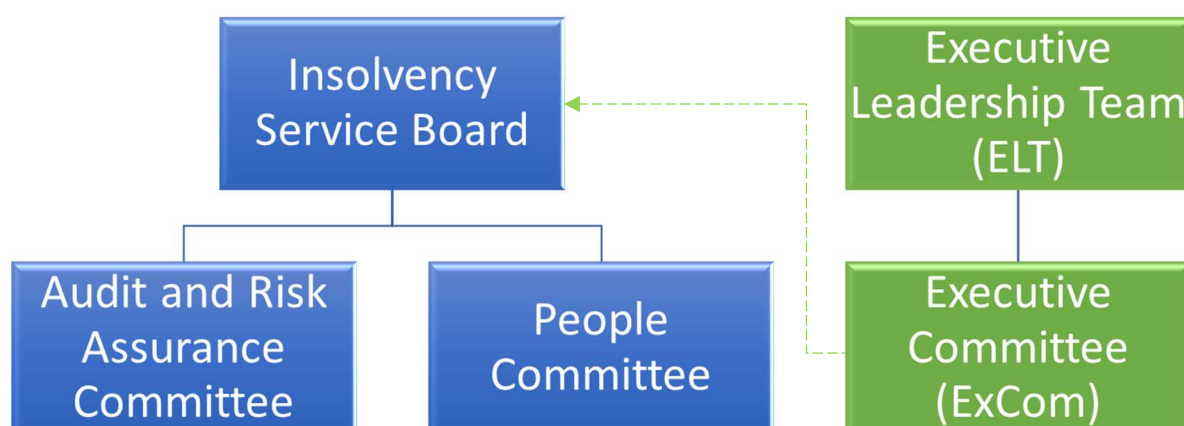 Insolvency
Service Board
Executive
Leadership Team
(ELT)
Audit and Risk
Assurance
Committee
People
Committee
Executive
Committee
(ExCom)